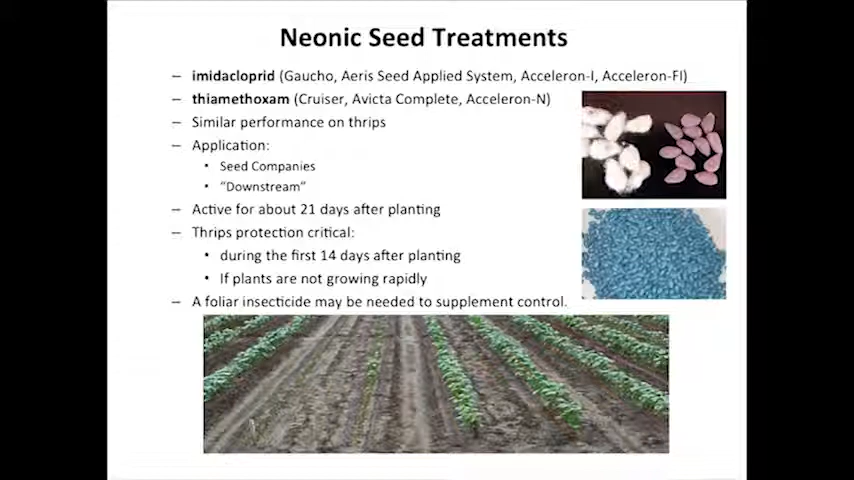 Neonic Seed Treatments
– imidacloprid (Gaucho, Aeris Seed Applied System, Acceleron-I, Acceleron-FI)
– thiamethoxam (Cruiser, Avicta Complete, Acceleron-N)
– Similar performance on thrips
– Application:
• Seed Companies
• “Downstream”
– Active for about 21 days after planting
– Thrips protection critical:
• during the first 14 days after planting
• If plants are not growing rapidly
– A foliar insecticide may be needed to supplement control.